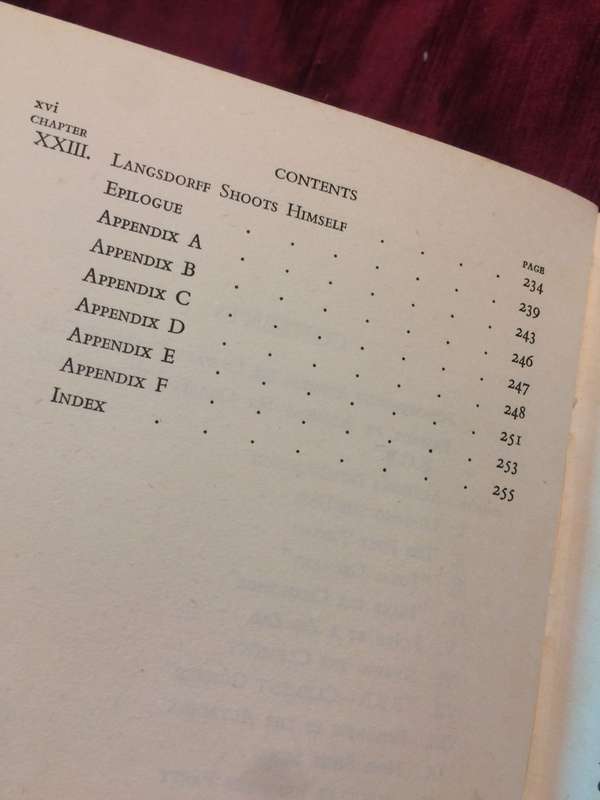 xvi
CONTENTS
CHAPTER
PAGE
XXIII. LANGSDORFF SHOOTS HIMSELF 234
EPILOGUE 239
APPENDIX A 243
APPENDIX B 246
APPENDIX C 247
APPENDIX D 248
APPENDIX E 251
APPENDIX F 253
INDEX 255